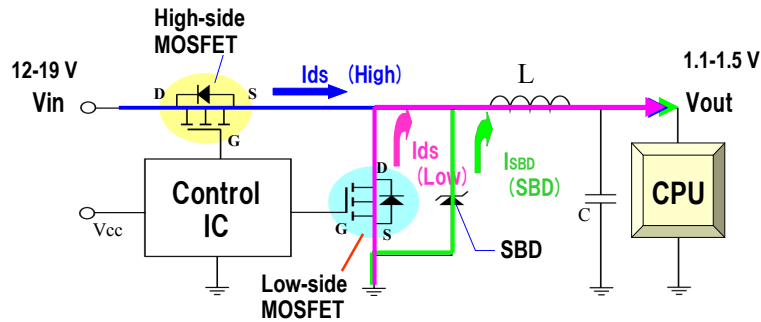 High-side
MOSFET
12-19 V
Vin
D
S
G
Ids (High)
L
1.1-1.5 V
Vout
Control
IC
Vcc
D
G
S
Ids
(Low)
ISBD
(SBD)
C
CPU
SBD
Low-side
MOSFET